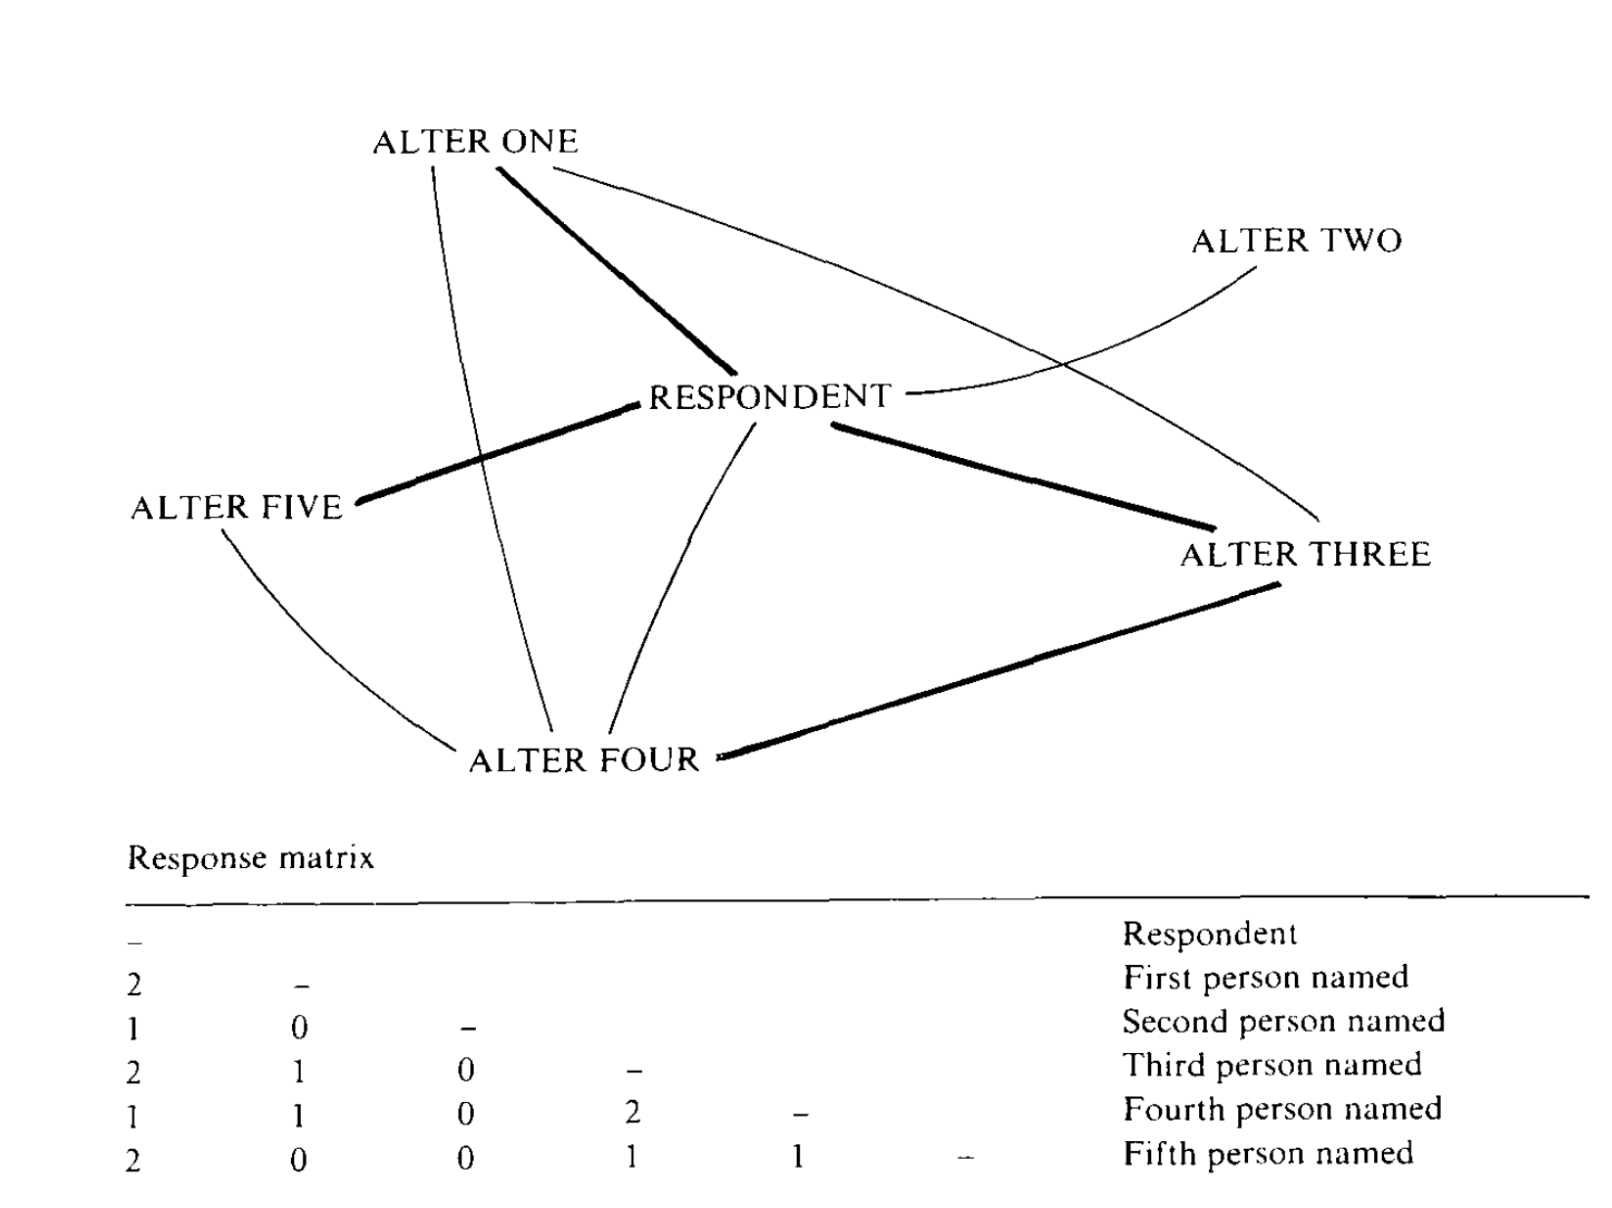 ALTER ONE
ALTER TWO
RESPONDENT
ALTER FIVE
ALTER THREE
ALTER FOUR
Response matrix
– Respondent
2 – First person named
1 0 – Second person named
2 1 0 – Third person named
1 1 0 2 – Fourth person named
2 0 0 1 1 – Fifth person named